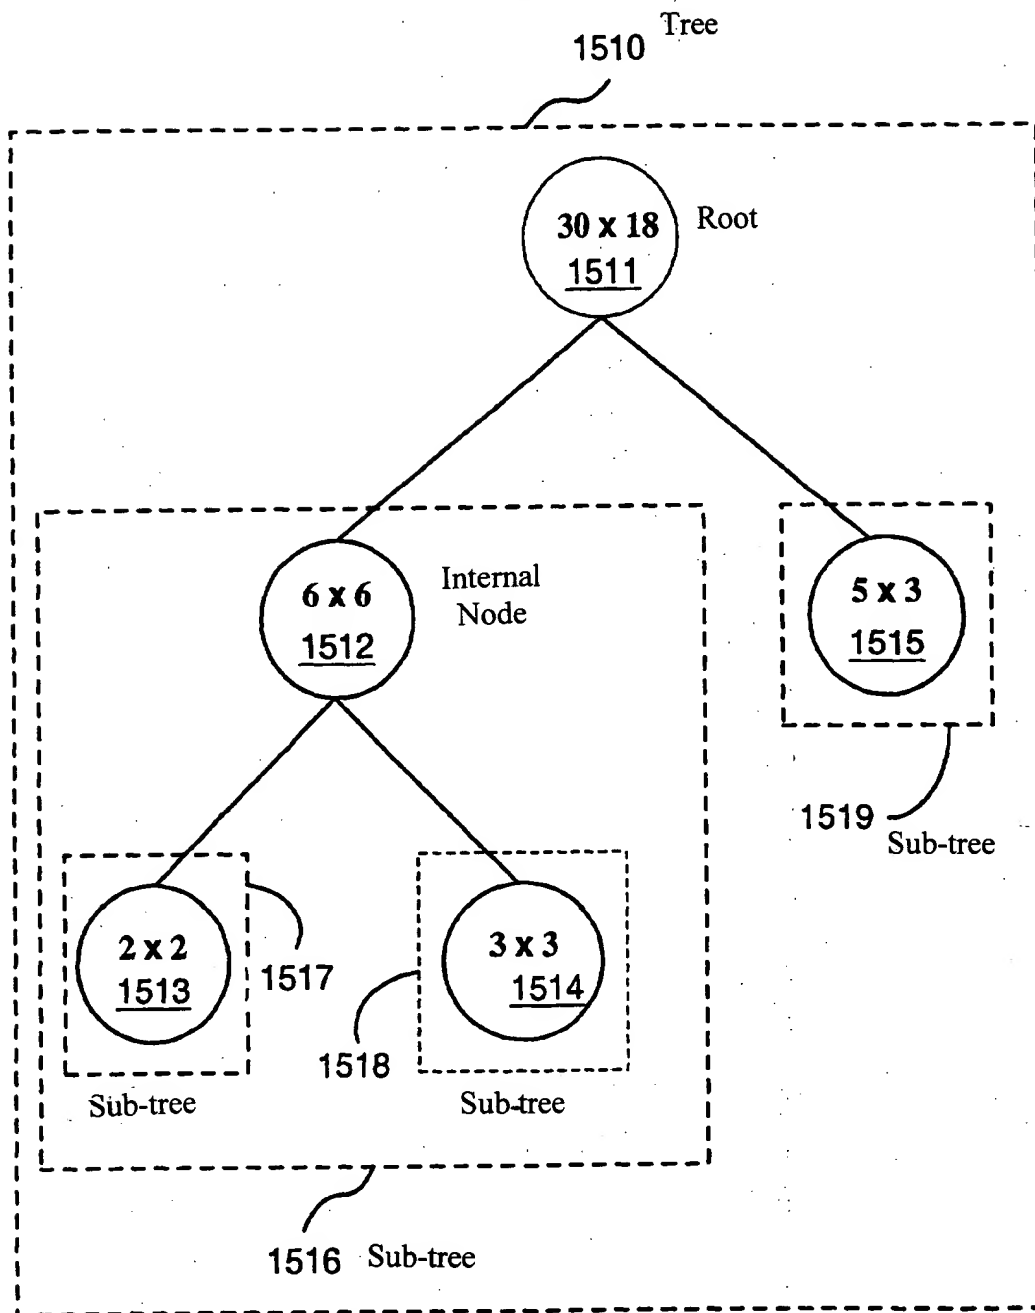 Tree
1510
30 x 18
1511
Root
6 x 6
1512
Internal
Node
5 x 3
1515
1519
Sub-tree
2 x 2
1513
1517
3 x 3
1514
1518
Sub-tree
Sub-tree
1516 Sub-tree